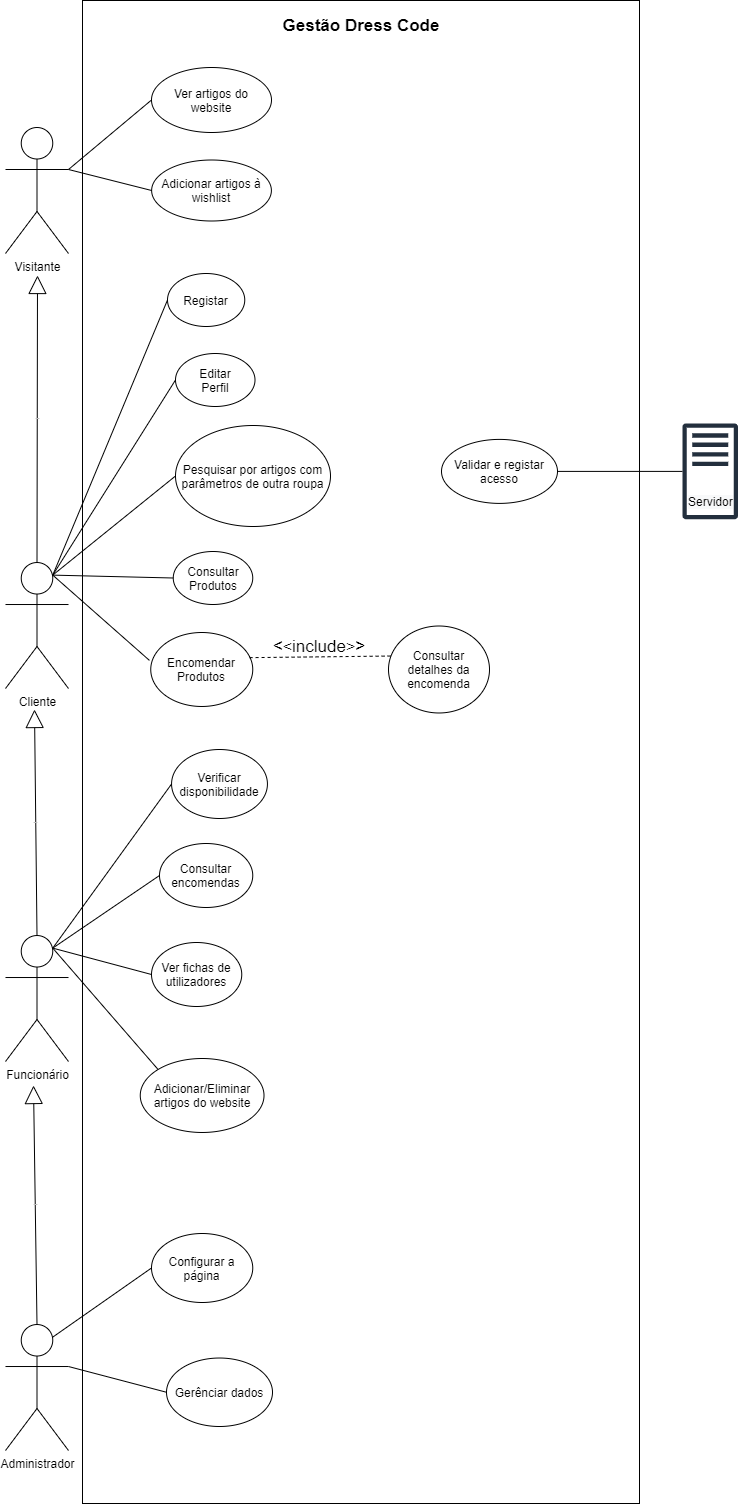 Gestão Dress Code
Ver artigos do
website
Adicionar artigos à
wishlist
Visitante
Registar
Editar
Perfil
Pesquisar por artigos com
parâmetros de outra roupa
Validar e registar
acesso
Servidor
Consultar
Produtos
Encomendar
Produtos
<<include>>
Consultar
detalhes da
encomenda
Cliente
Verificar
disponibilidade
Consultar
encomendas
Ver fichas de
utilizadores
Funcionário
Adicionar/Eliminar
artigos do website
Configurar a
página
Gerênciar dados
Administrador